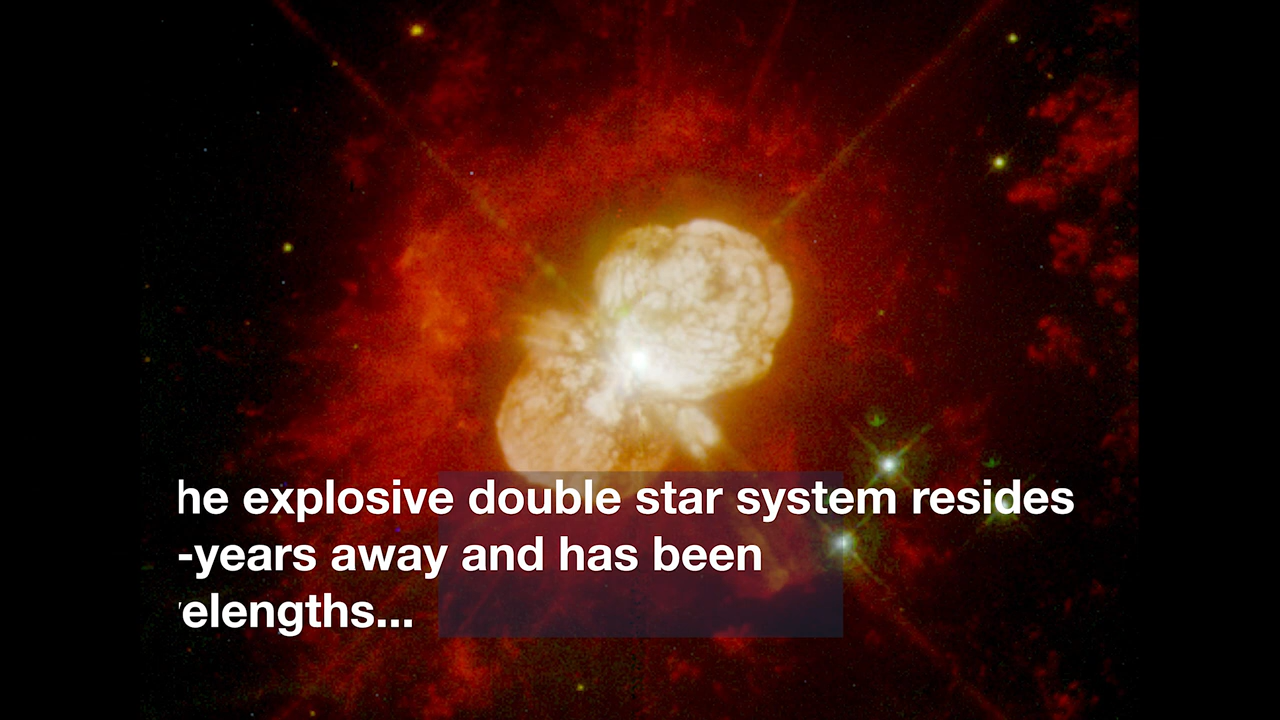 he explosive double star system resides
-years away and has been
elengths...